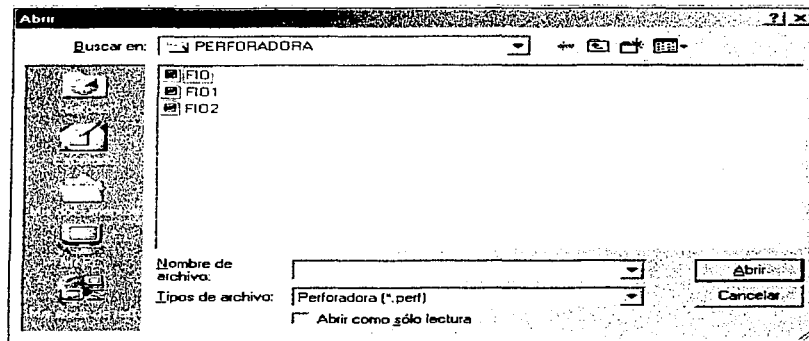 Abrir
Buscar en: PERFORADORA
FIO
FIO1
FIO2
Nombre de archivo:
Abrir
Tipos de archivo: Perforadora (*.perf)
Cancelar
Abrir como sólo lectura